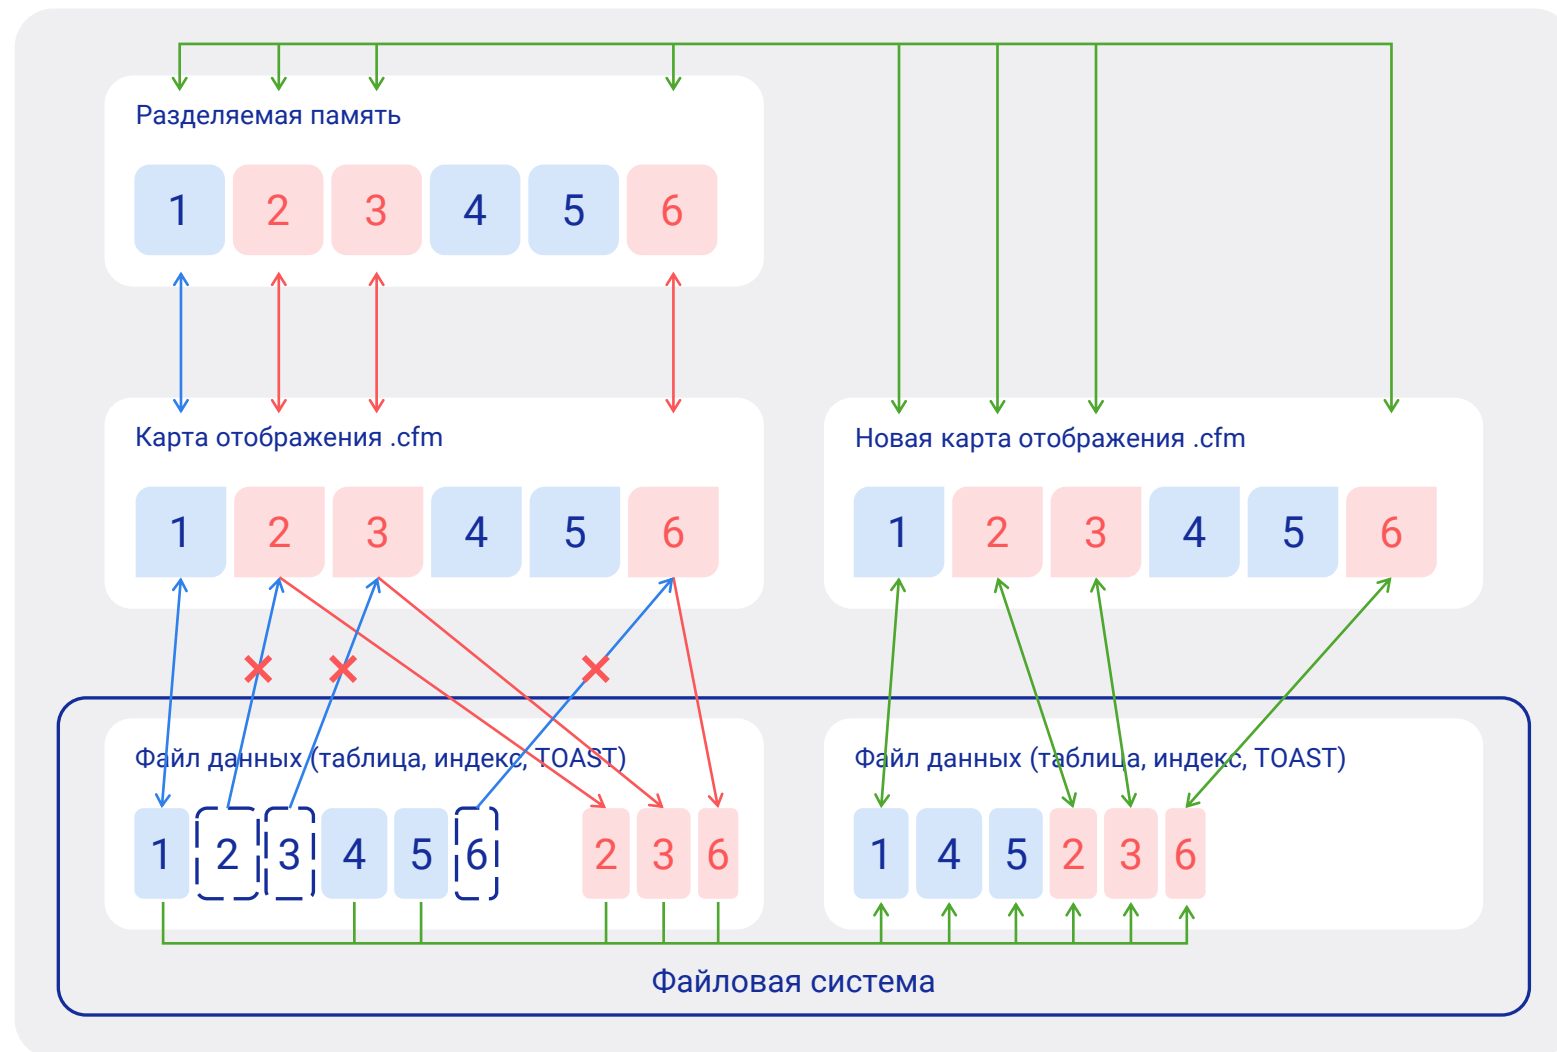 Разделяемая память
1 2 3 4 5 6
Карта отображения .cfm
1 2 3 4 5 6
Новая карта отображения .cfm
1 2 3 4 5 6
Файл данных (таблица, индекс, TOAST)
1 2 3 4 5 6 2 3 6
Файл данных (таблица, индекс, TOAST)
1 4 5 2 3 6
Файловая система